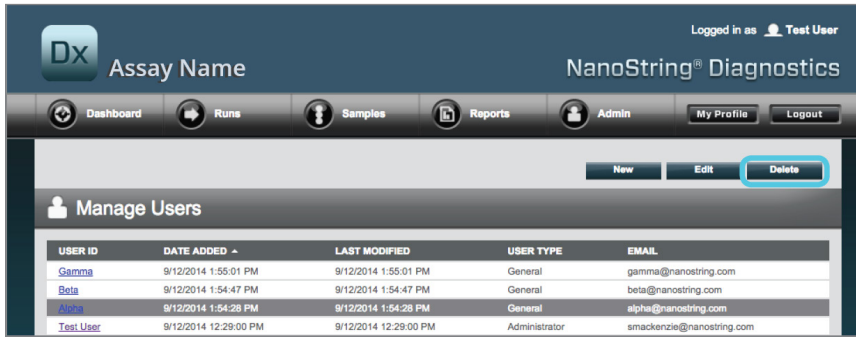 Logged in as Test User
Dx Assay Name NanoString® Diagnostics
Dashboard Runs Samples Reports Admin My Profile Logout
New Edit Delete
Manage Users
USER ID DATE ADDED LAST MODIFIED USER TYPE EMAIL
Gamma 9/12/2014 1:55:01 PM 9/12/2014 1:55:01 PM General gamma@nanostring.com
Beta 9/12/2014 1:54:47 PM 9/12/2014 1:54:47 PM General beta@nanostring.com
Alpha 9/12/2014 1:54:28 PM 9/12/2014 1:54:28 PM General alpha@nanostring.com
Test User 9/12/2014 12:29:00 PM 9/12/2014 12:29:00 PM Administrator smackenzie@nanostring.com